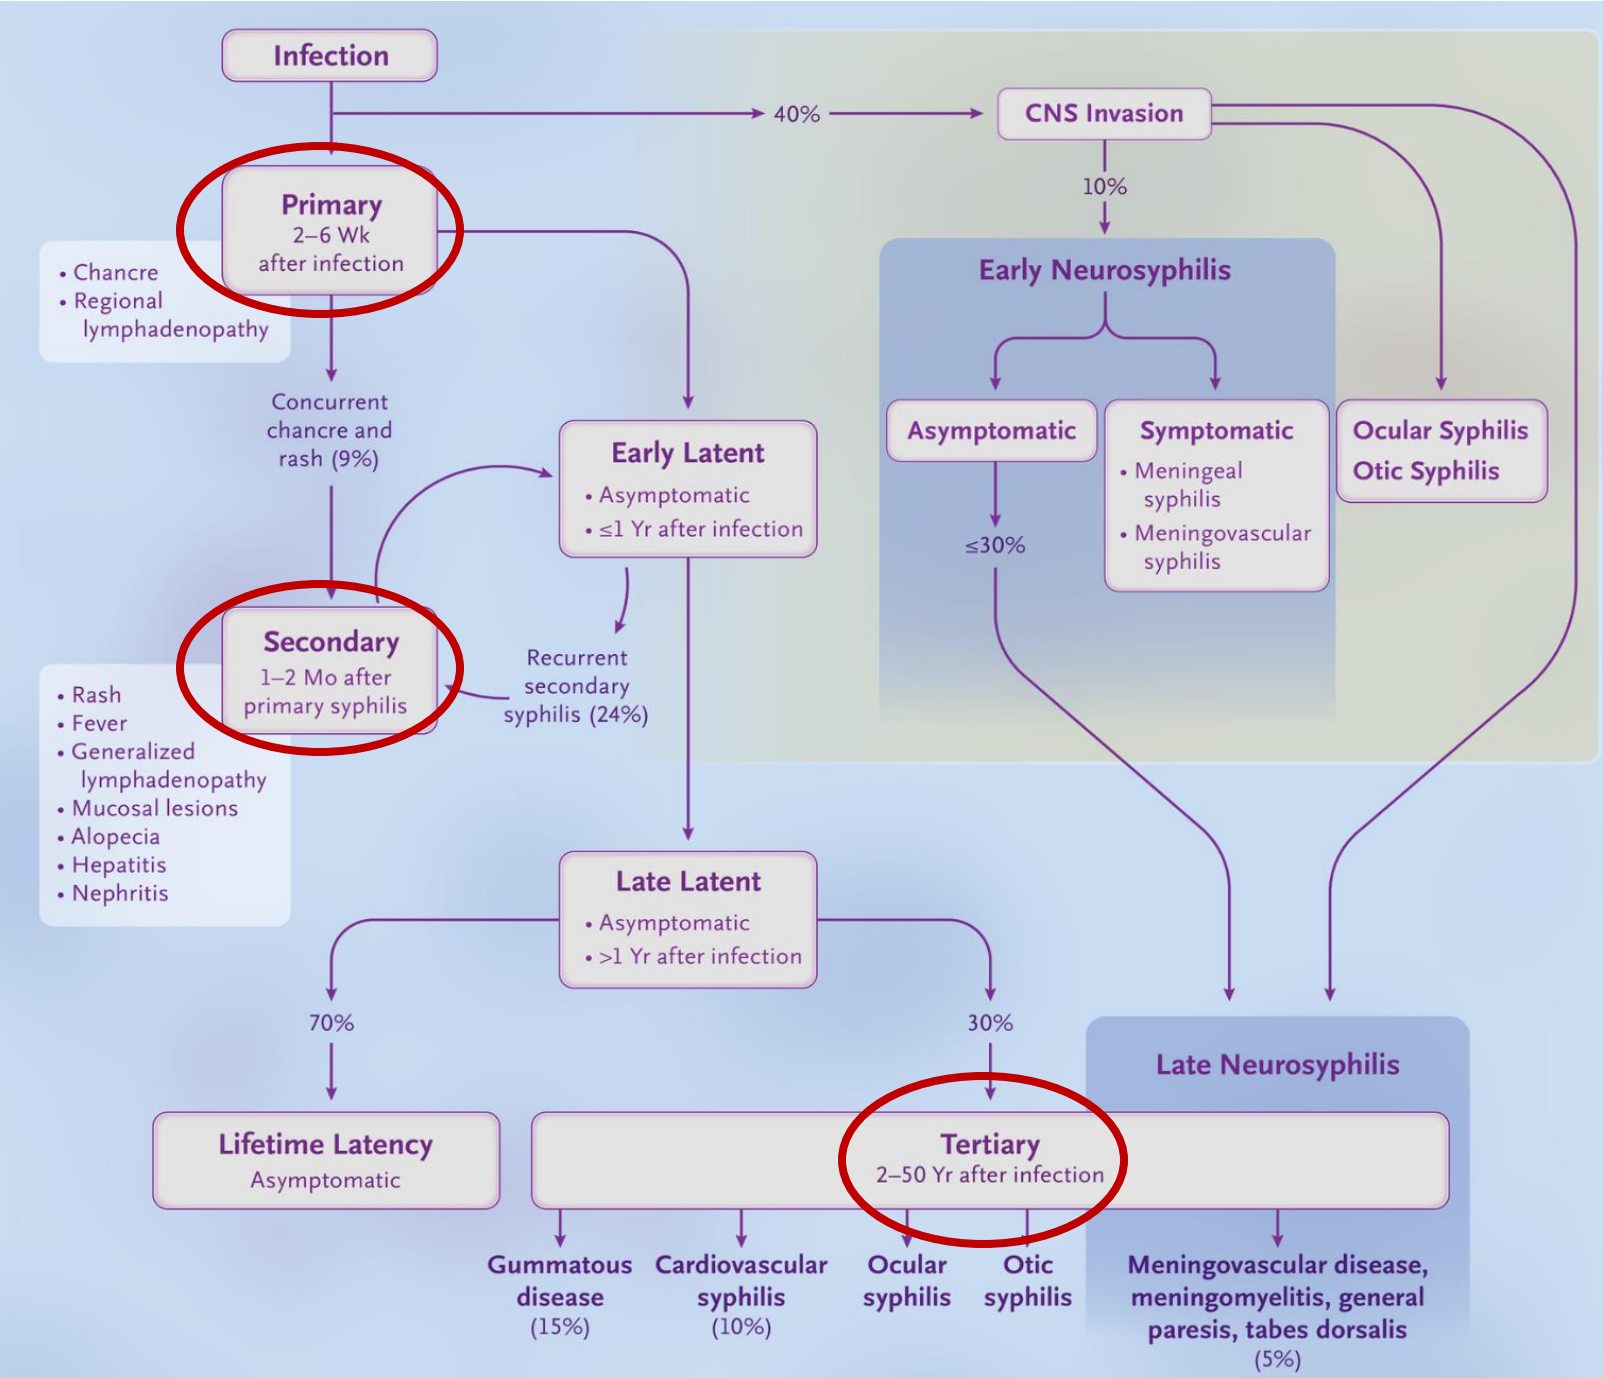 Infection
40%
CNS Invasion
10%
Primary
2–6 Wk
after infection
• Chancre
• Regional
lymphadenopathy
Concurrent
chancre and
rash (9%)
Early Latent
• Asymptomatic
• ≤1 Yr after infection
Early Neurosyphilis
Asymptomatic
≤30%
Symptomatic
• Meningeal
syphilis
• Meningovascular
syphilis
Ocular Syphilis
Otic Syphilis
Secondary
1–2 Mo after
primary syphilis
Recurrent
secondary
syphilis (24%)
• Rash
• Fever
• Generalized
lymphadenopathy
• Mucosal lesions
• Alopecia
• Hepatitis
• Nephritis
Late Latent
• Asymptomatic
• >1 Yr after infection
70%
30%
Late Neurosyphilis
Lifetime Latency
Asymptomatic
Tertiary
2–50 Yr after infection
Gummatous
disease
(15%)
Cardiovascular
syphilis
(10%)
Ocular
syphilis
Otic
syphilis
Meningovascular disease,
meningomyelitis, general
paresis, tabes dorsalis
(5%)